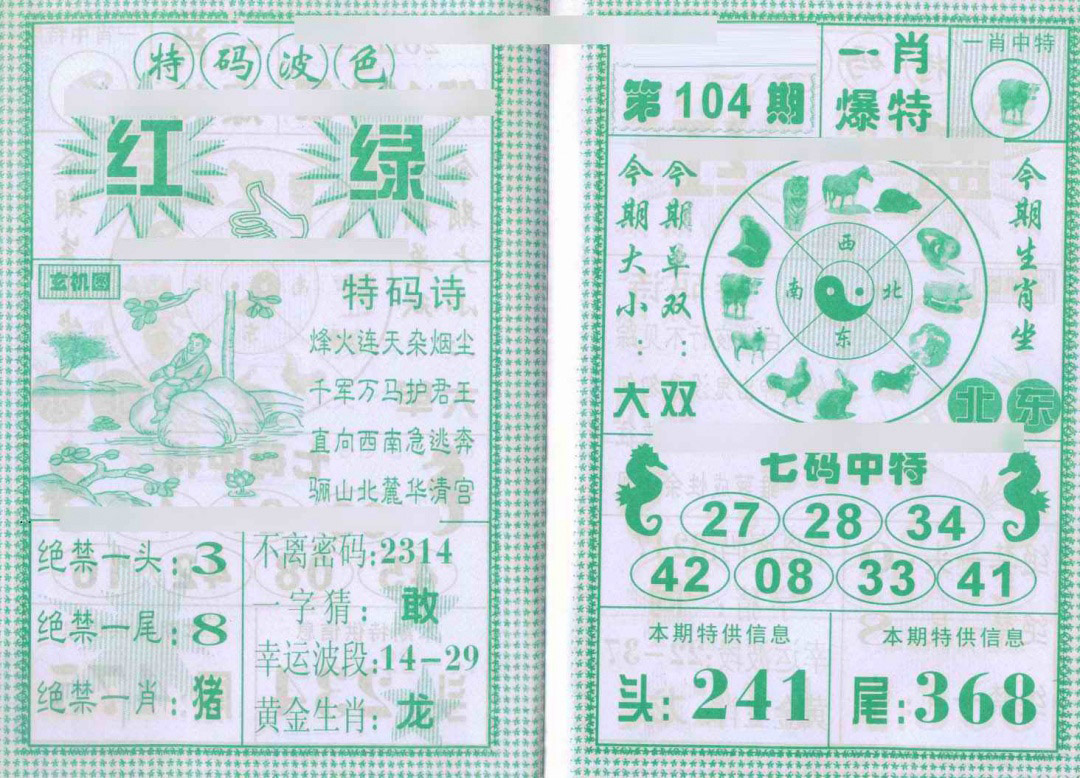 特码波色
红 绿
玄机图
特码诗
烽火连天杂烟尘
千军万马护君王
直向西南急逃奔
骊山北麓华清宫
绝禁一头:3
绝禁一尾:8
绝禁一肖:猪
不离密码:2314
一字猜:敢
幸运波段:14-29
黄金生肖:龙
第104期
一肖
爆特
一肖中特
今期大小:大
今期单双:双
西
南 北
东
今期生肖坐
北东
七码中特
27 28 34
42 08 33 41
本期特供信息
头:241
本期特供信息
尾:368